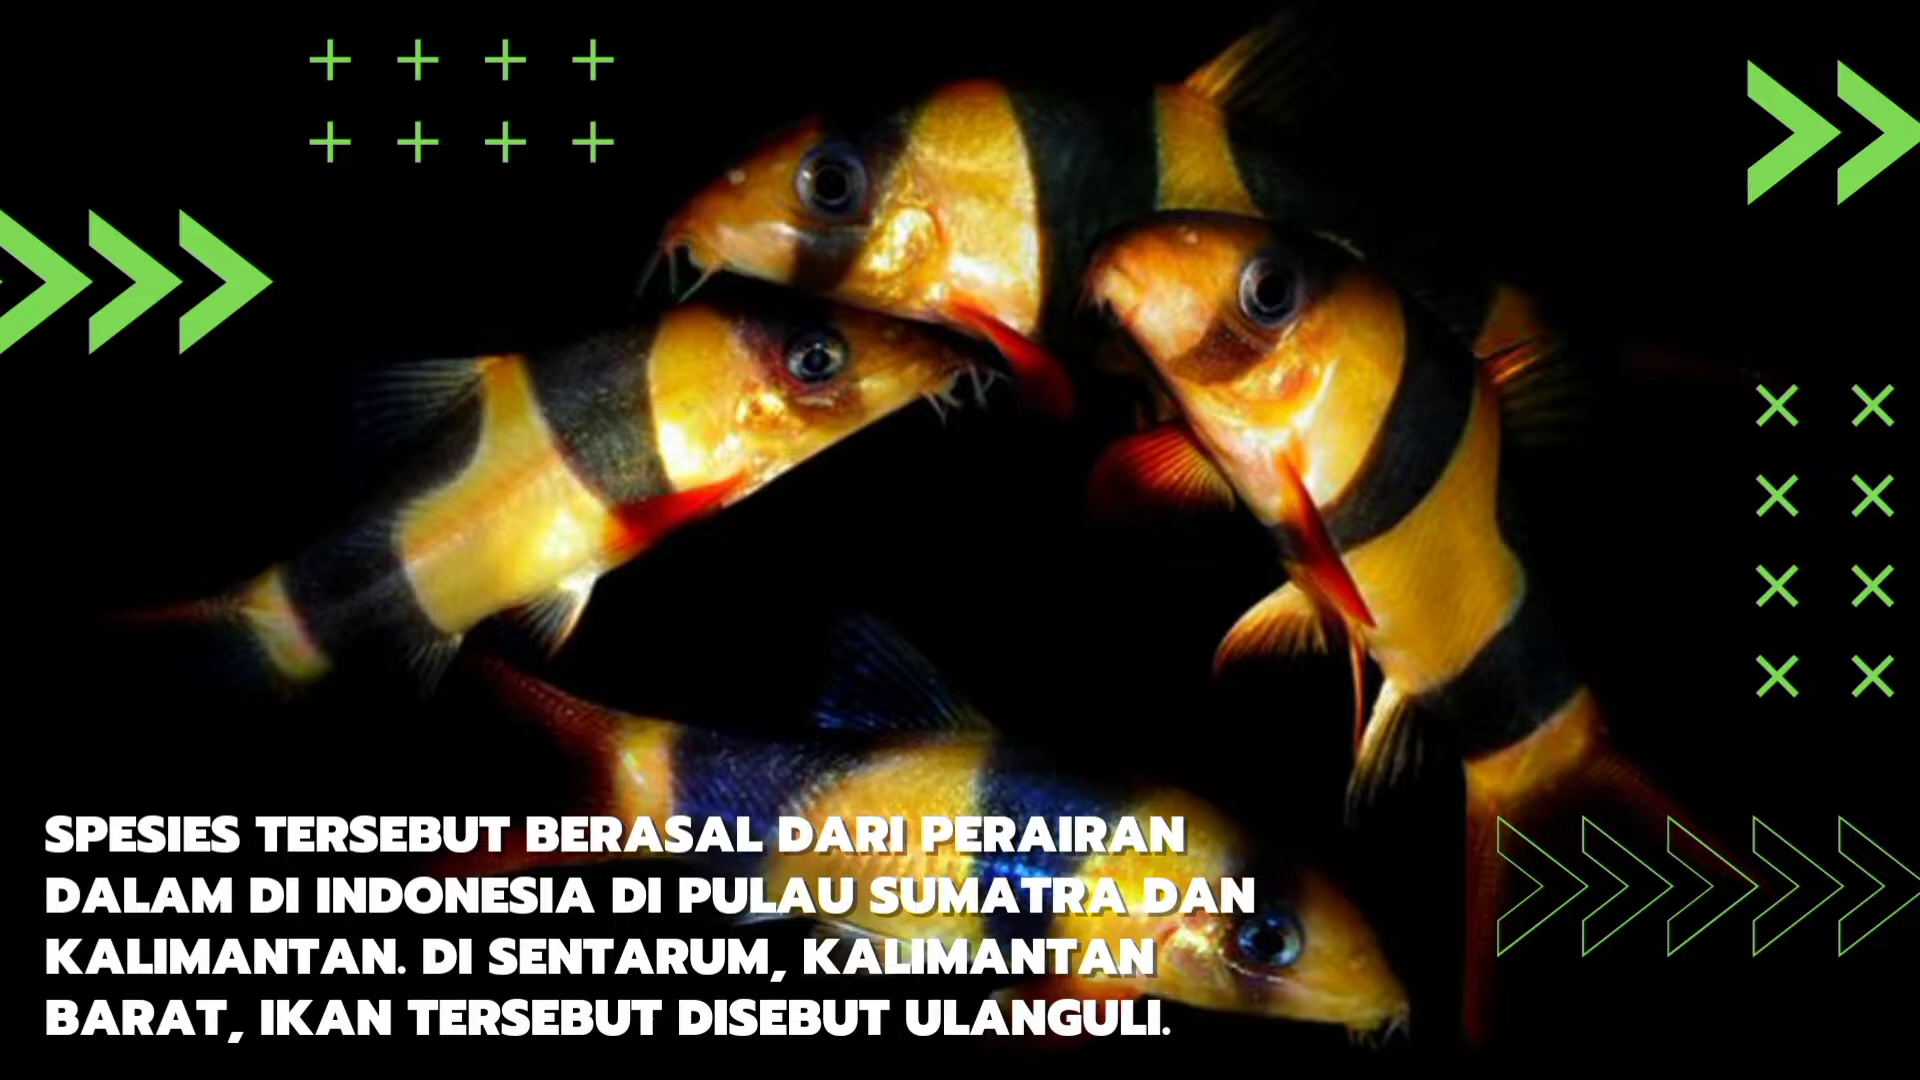 SPESIES TERSEBUT BERASAL DARI PERAIRAN
DALAM DI INDONESIA DI PULAU SUMATRA DAN
KALIMANTAN. DI SENTARUM, KALIMANTAN
BARAT, IKAN TERSEBUT DISEBUT ULANGULI.